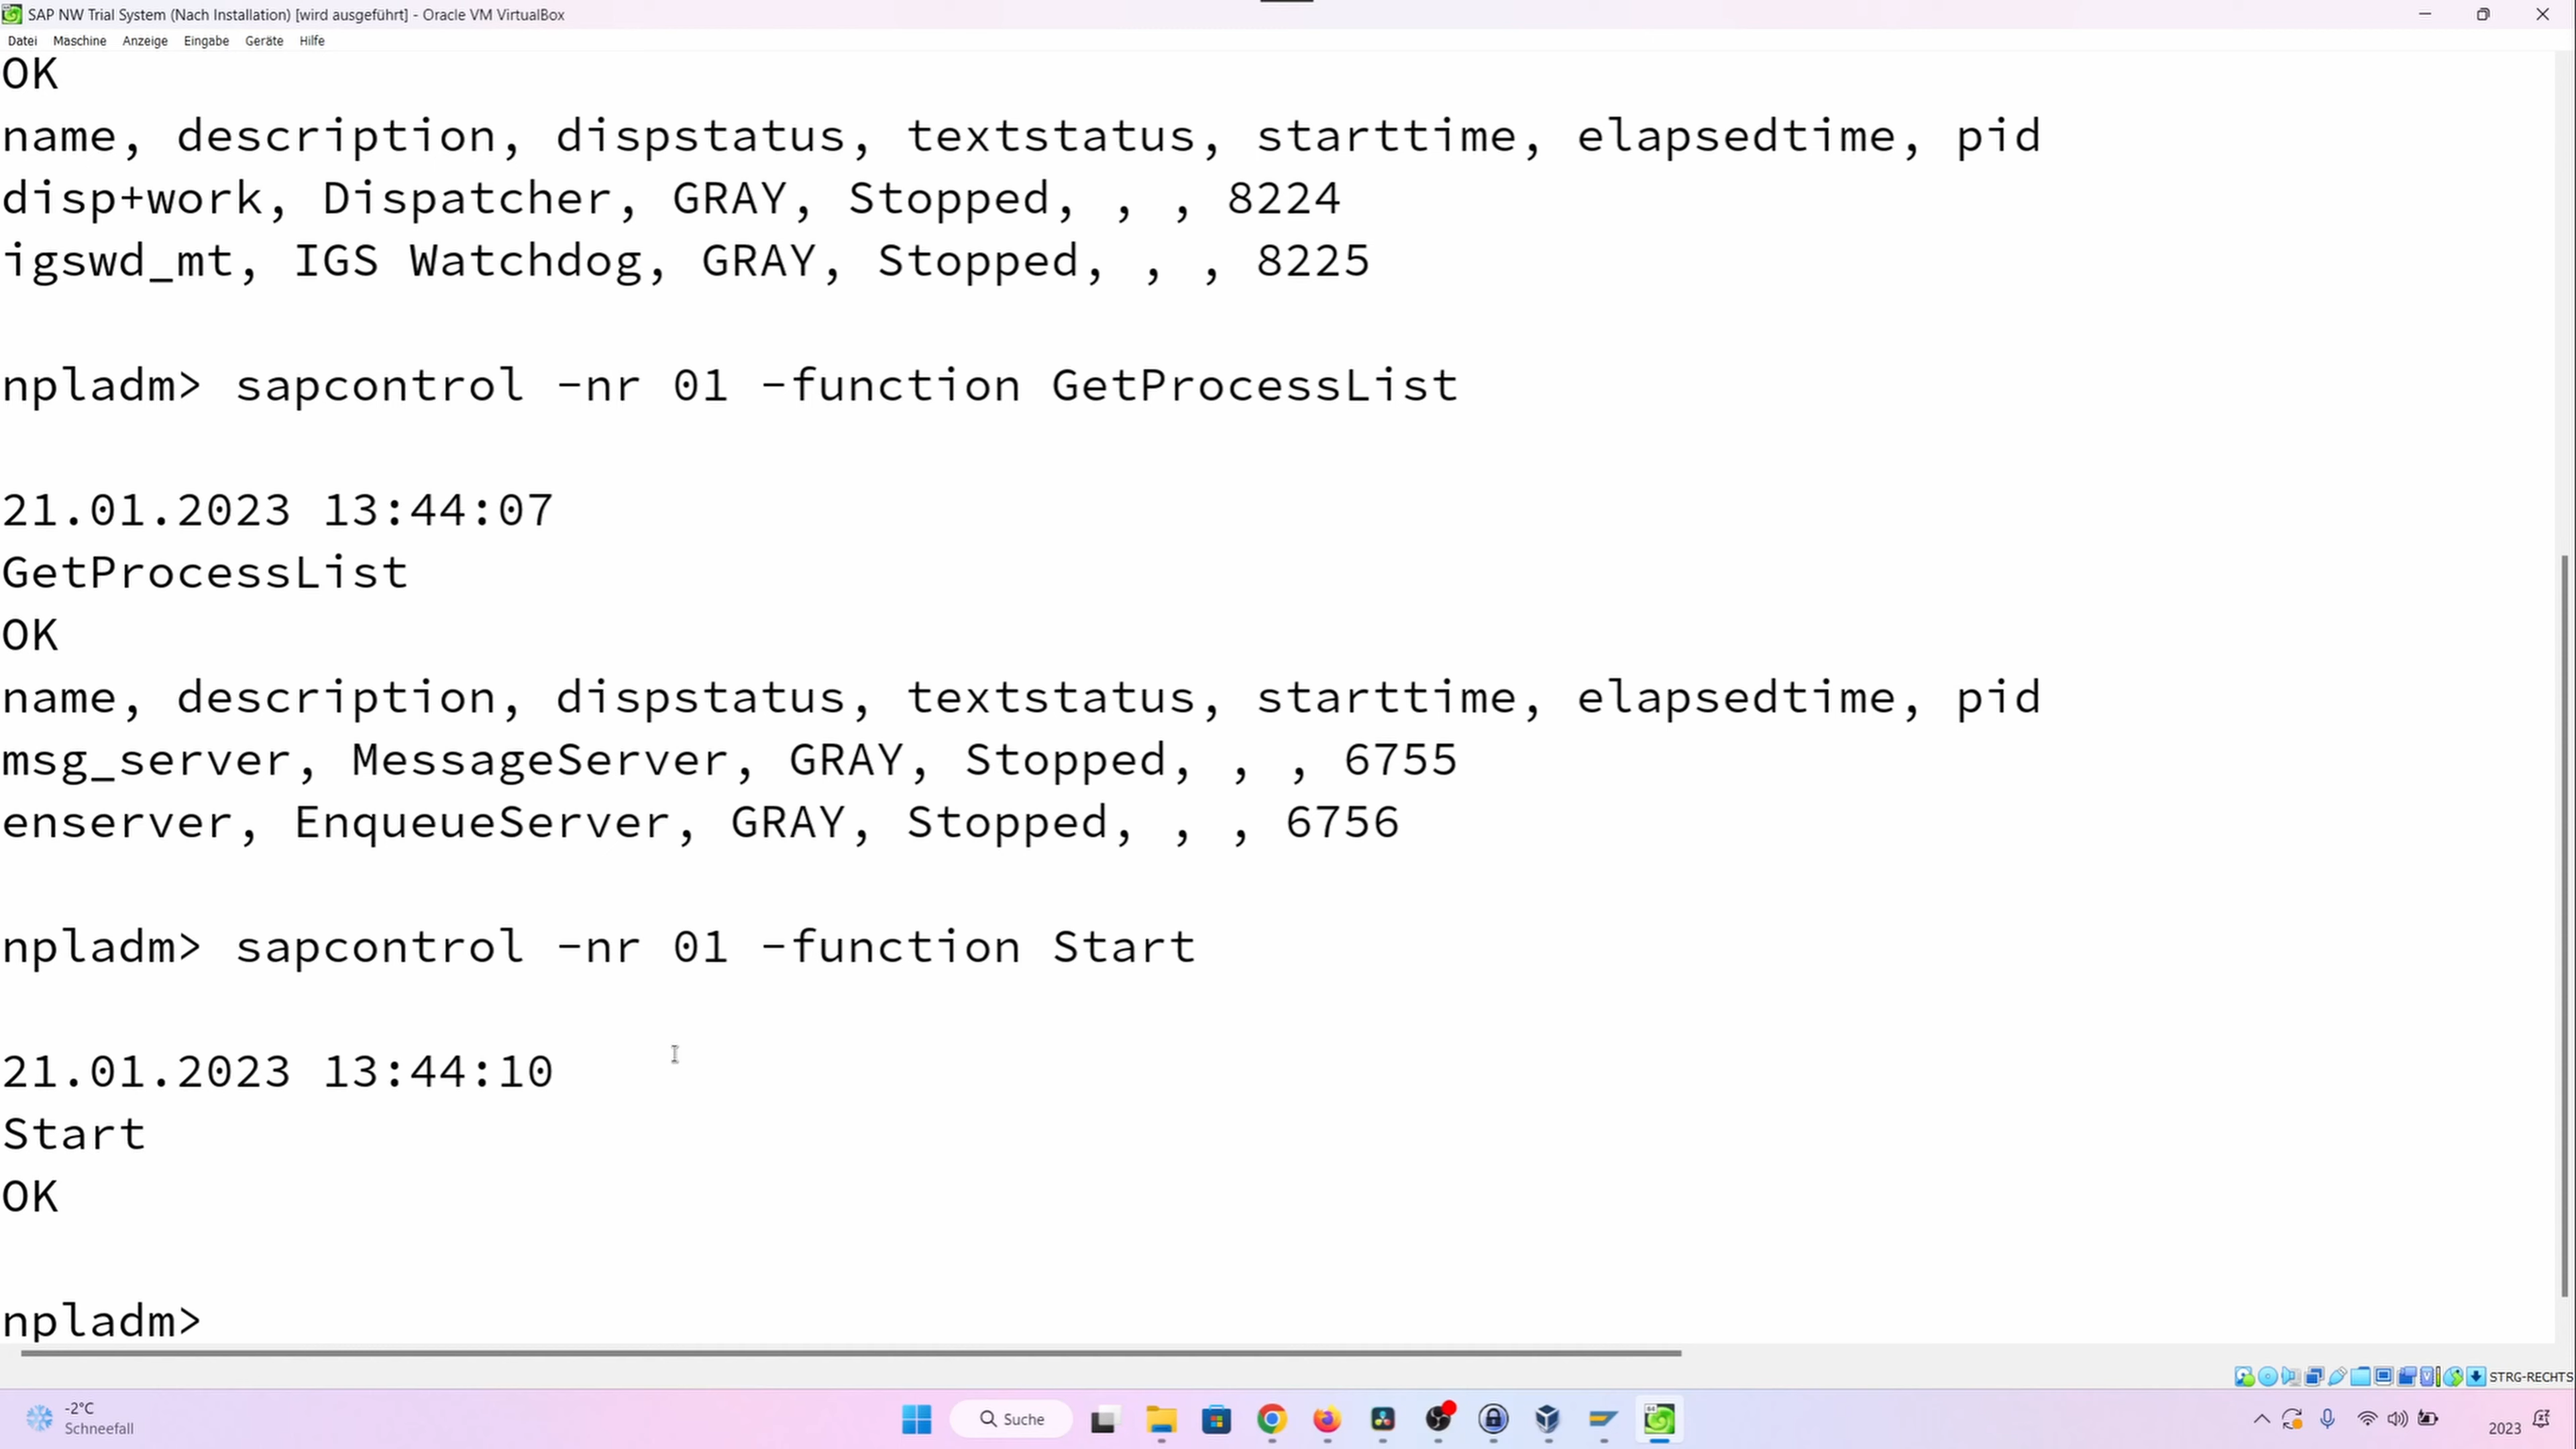 SAP NW Trial System (Nach Installation) [wird ausgeführt] - Oracle VM VirtualBox
Datei Maschine Anzeige Eingabe Geräte Hilfe
OK
name, description, dispstatus, textstatus, starttime, elapsedtime, pid
disp+work, Dispatcher, GRAY, Stopped, , , 8224
igswd_mt, IGS Watchdog, GRAY, Stopped, , , 8225
npladm> sapcontrol -nr 01 -function GetProcessList
21.01.2023 13:44:07
GetProcessList
OK
name, description, dispstatus, textstatus, starttime, elapsedtime, pid
msg_server, MessageServer, GRAY, Stopped, , , 6755
enserver, EnqueueServer, GRAY, Stopped, , , 6756
npladm> sapcontrol -nr 01 -function Start
21.01.2023 13:44:10
Start
OK
npladm>
STRG-RECHTS
-2°C
Schneefall
Suche
2023